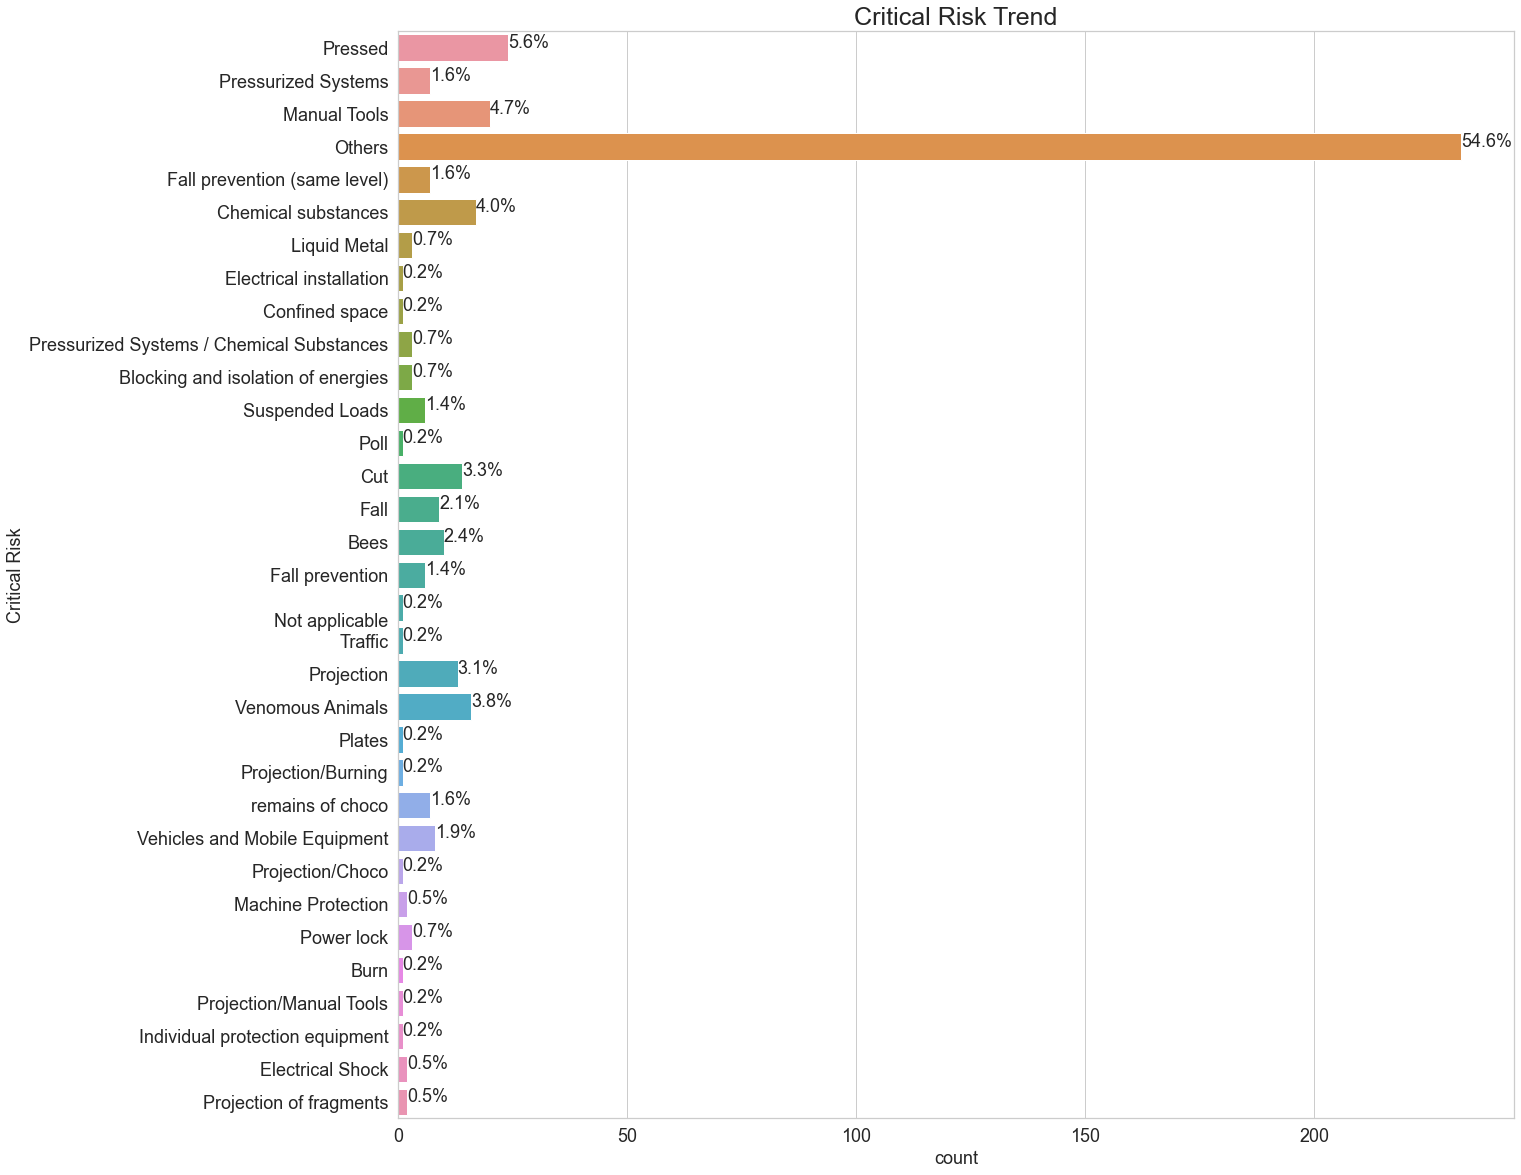 Critical Risk Trend
Pressed 5.6%
Pressurized Systems 1.6%
Manual Tools 4.7%
Others 54.6%
Fall prevention (same level) 1.6%
Chemical substances 4.0%
Liquid Metal 0.7%
Electrical installation 0.2%
Confined space 0.2%
Pressurized Systems / Chemical Substances 0.7%
Blocking and isolation of energies 0.7%
Suspended Loads 1.4%
Poll 0.2%
Cut 3.3%
Fall 2.1%
Bees 2.4%
Fall prevention 1.4%
0.2%
Not applicable
Traffic 0.2%
Projection 3.1%
Venomous Animals 3.8%
Plates 0.2%
Projection/Burning 0.2%
remains of choco 1.6%
Vehicles and Mobile Equipment 1.9%
Projection/Choco 0.2%
Machine Protection 0.5%
Power lock 0.7%
Burn 0.2%
Projection/Manual Tools 0.2%
Individual protection equipment 0.2%
Electrical Shock 0.5%
Projection of fragments 0.5%
Critical Risk
0 50 100 150 200
count